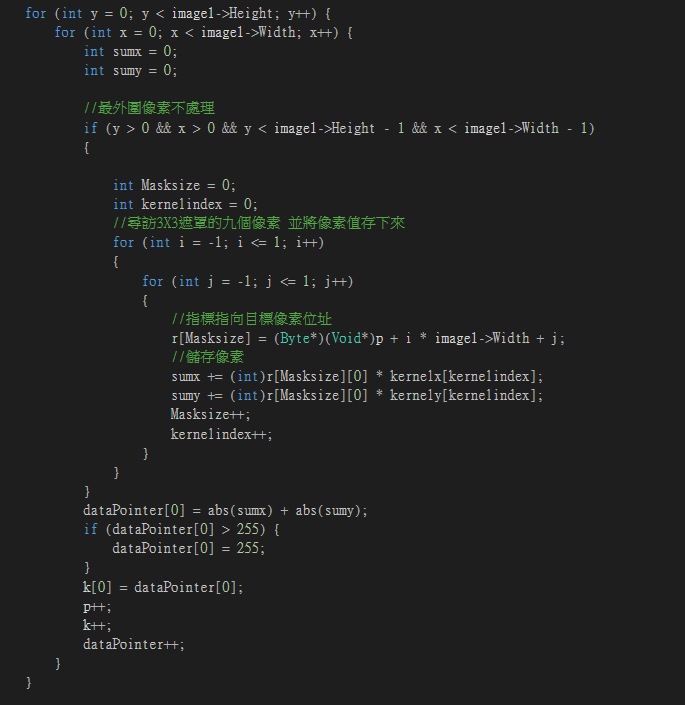 for (int y = 0; y < image1->Height; y++) {
for (int x = 0; x < image1->Width; x++) {
int sumx = 0;
int sumy = 0;
//最外圍像素不處理
if (y > 0 && x > 0 && y < image1->Height - 1 && x < image1->Width - 1)
{
int Masksize = 0;
int kernelindex = 0;
//尋訪3X3遮罩的九個像素 並將像素值存下來
for (int i = -1; i <= 1; i++)
{
for (int j = -1; j <= 1; j++)
{
//指標指向目標像素位址
r[Masksize] = (Byte*)(Void*)p + i * image1->Width + j;
//儲存像素
sumx += (int)r[Masksize][0] * kernelx[kernelindex];
sumy += (int)r[Masksize][0] * kernely[kernelindex];
Masksize++;
kernelindex++;
}
}
}
dataPointer[0] = abs(sumx) + abs(sumy);
if (dataPointer[0] > 255) {
dataPointer[0] = 255;
}
k[0] = dataPointer[0];
p++;
k++;
dataPointer++;
}
}